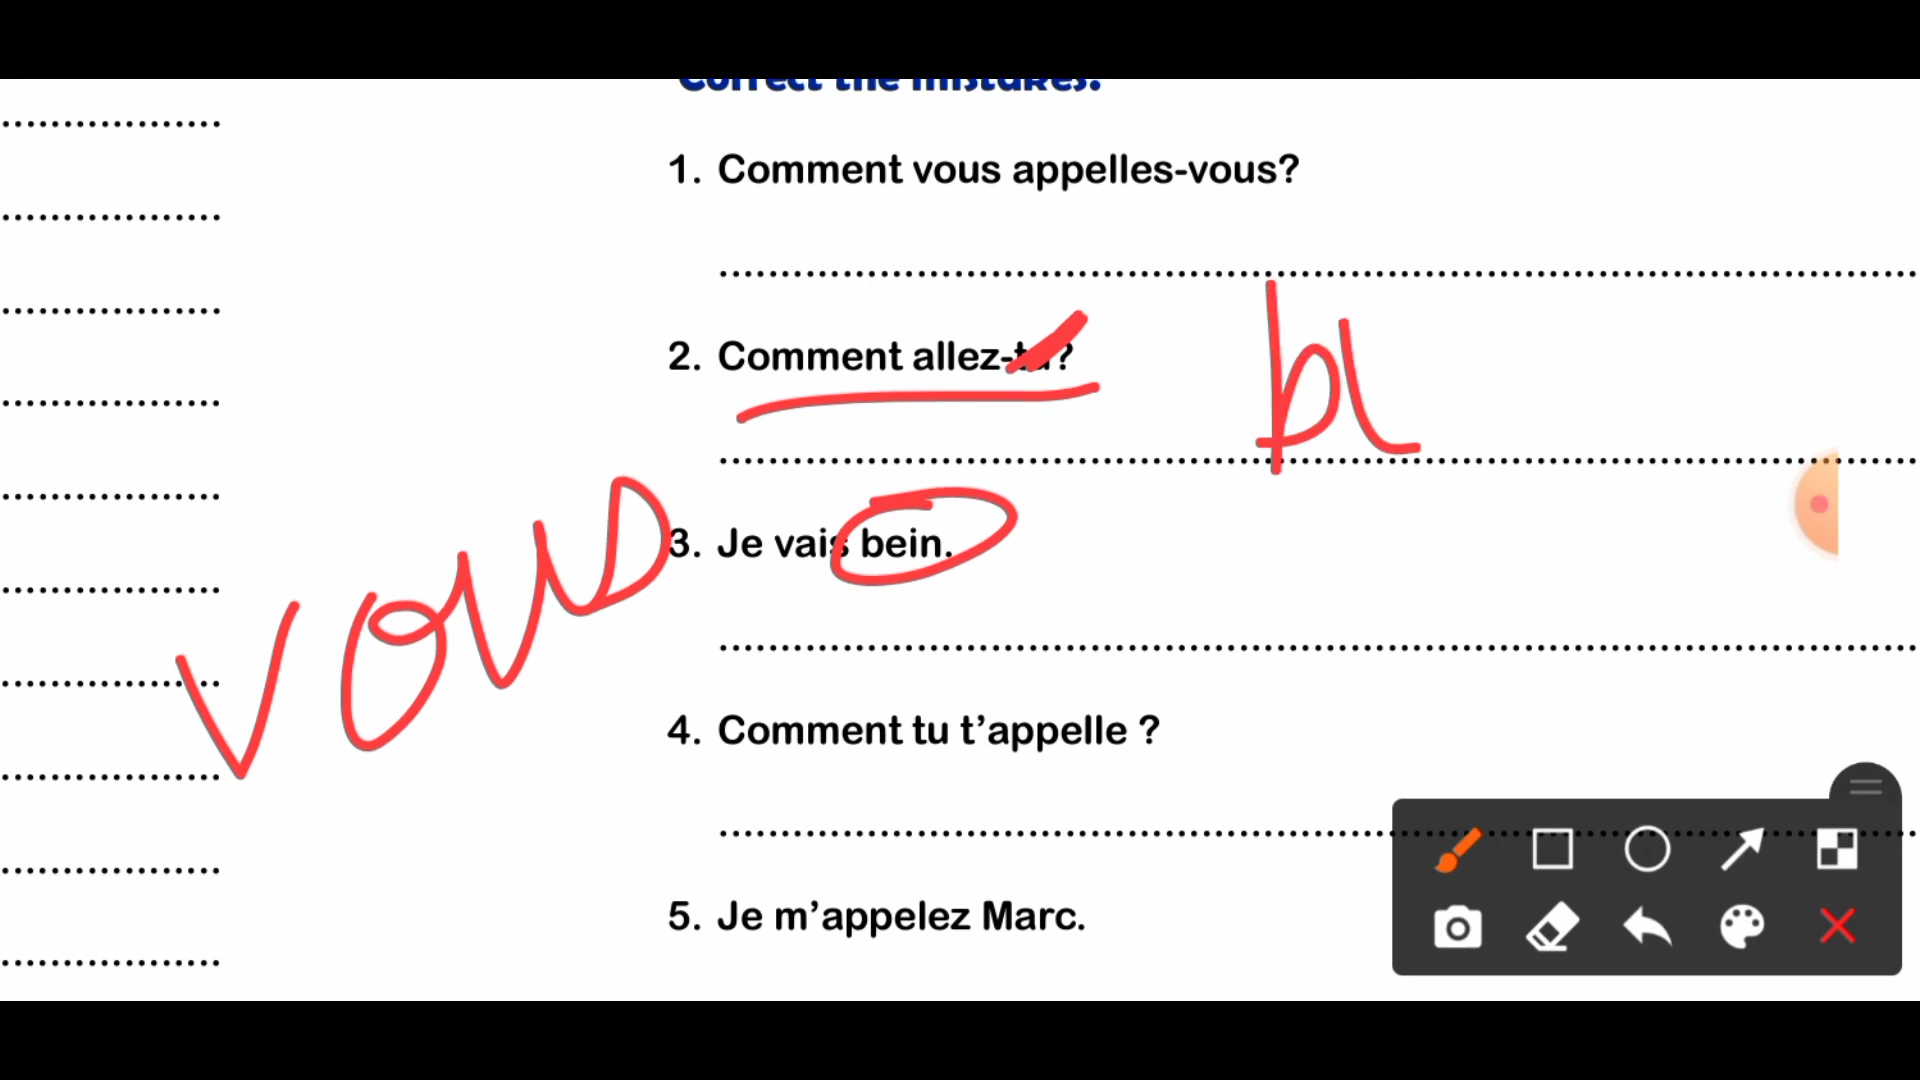 Correct the mistakes.
1. Comment vous appelles-vous?
2. Comment allez-tu?
3. Je vais bein.
vous
4. Comment tu t’appelle ?
5. Je m’appelez Marc.